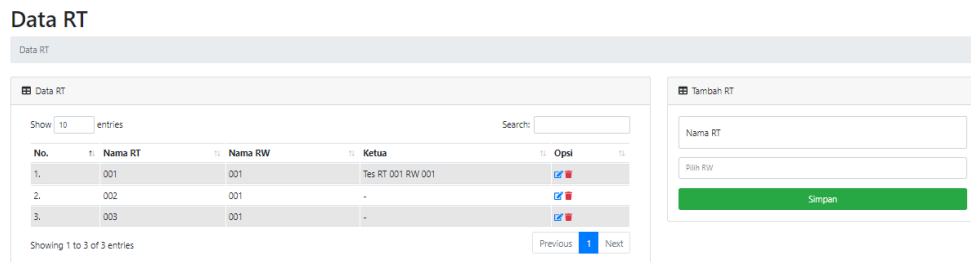 Data RT
Data RT
Data RT
Show 10 entries Search:
No. Nama RT Nama RW Ketua Opsi
1. 001 001 Tes RT 001 RW 001
2. 002 001 -
3. 003 001 -
Showing 1 to 3 of 3 entries Previous 1 Next
Tambah RT
Nama RT
Pilih RW
Simpan